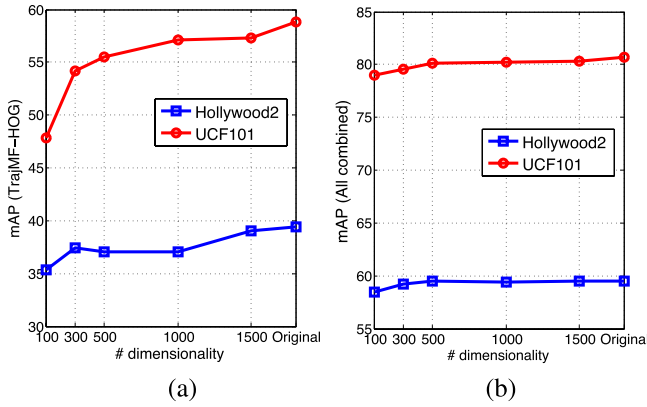 60
55
50
45
40
35
30
mAP (TrajMF-HOG)
Hollywood2
UCF101
100 300 500 1000 1500 Original
# dimensionality
(a)
85
80
75
70
65
60
55
mAP (All combined)
Hollywood2
UCF101
100 300 500 1000 1500 Origina
# dimensionality
(b)